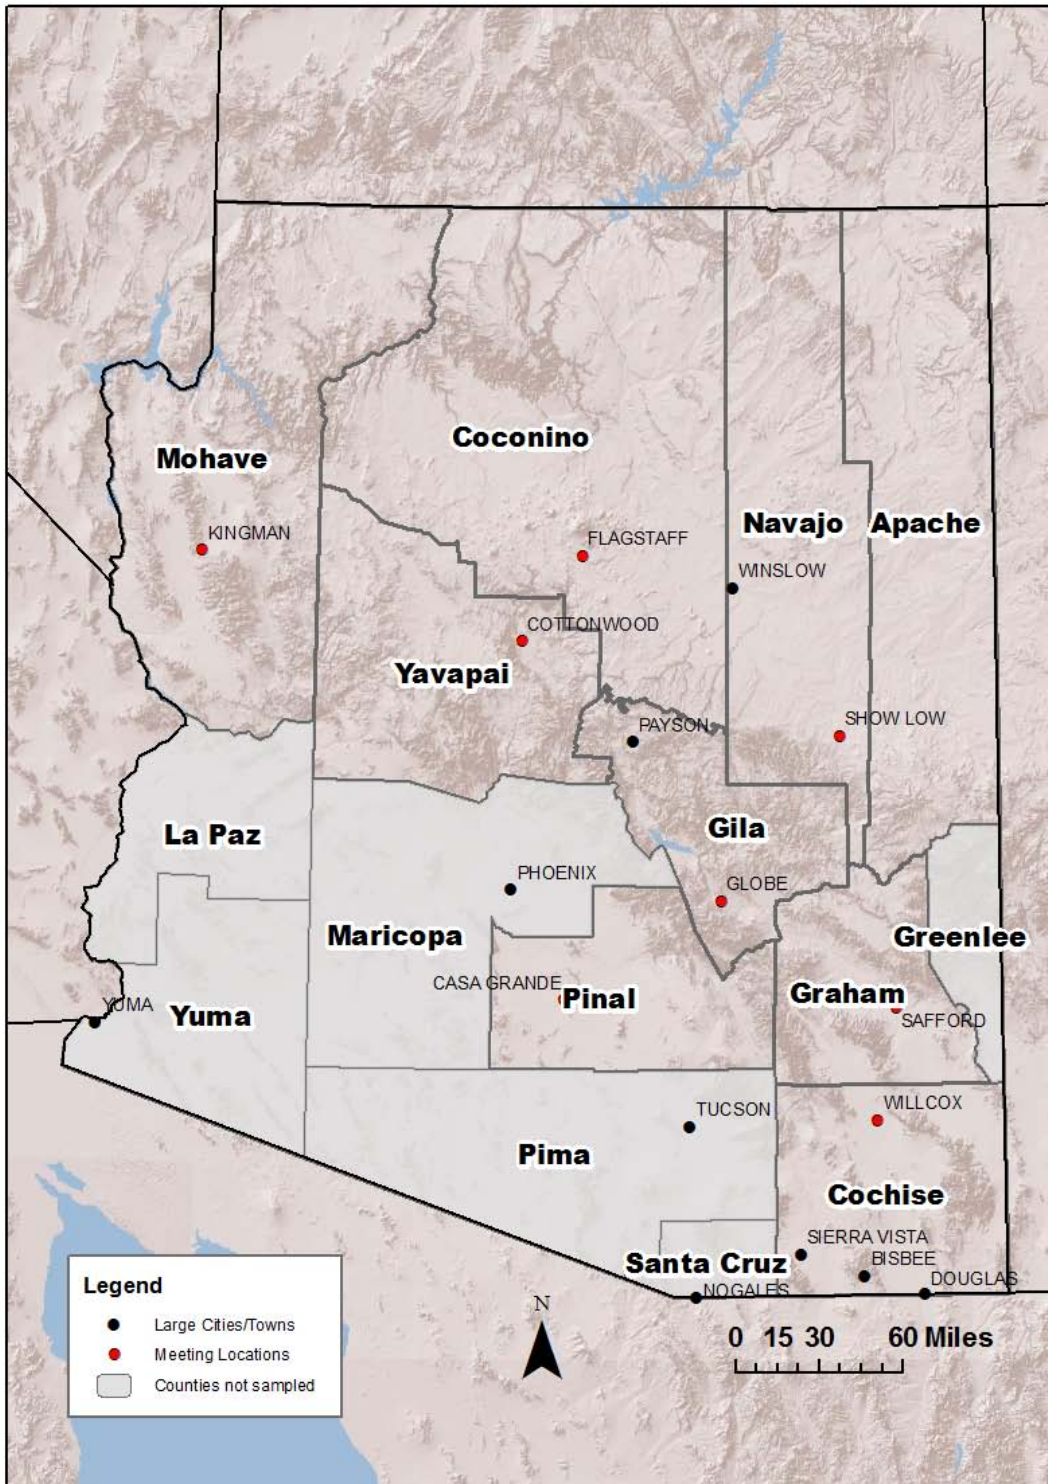 Coconino
Mohave
KINGMAN
FLAGSTAFF
Navajo
Apache
WINSLOW
COTTONWOOD
Yavapai
PAYSON
SHOW LOW
La Paz
Gila
PHOENIX
GLOBE
Maricopa
Greenlee
CASA GRANDE
Pinal
Graham
YUMA
Yuma
SAFFORD
TUCSON
WILLCOX
Pima
Cochise
SIERRA VISTA
Santa Cruz
BISBEE
NOGALES
DOUGLAS
Legend
Large Cities/Towns
Meeting Locations
Counties not sampled
N
0 15 30 60 Miles